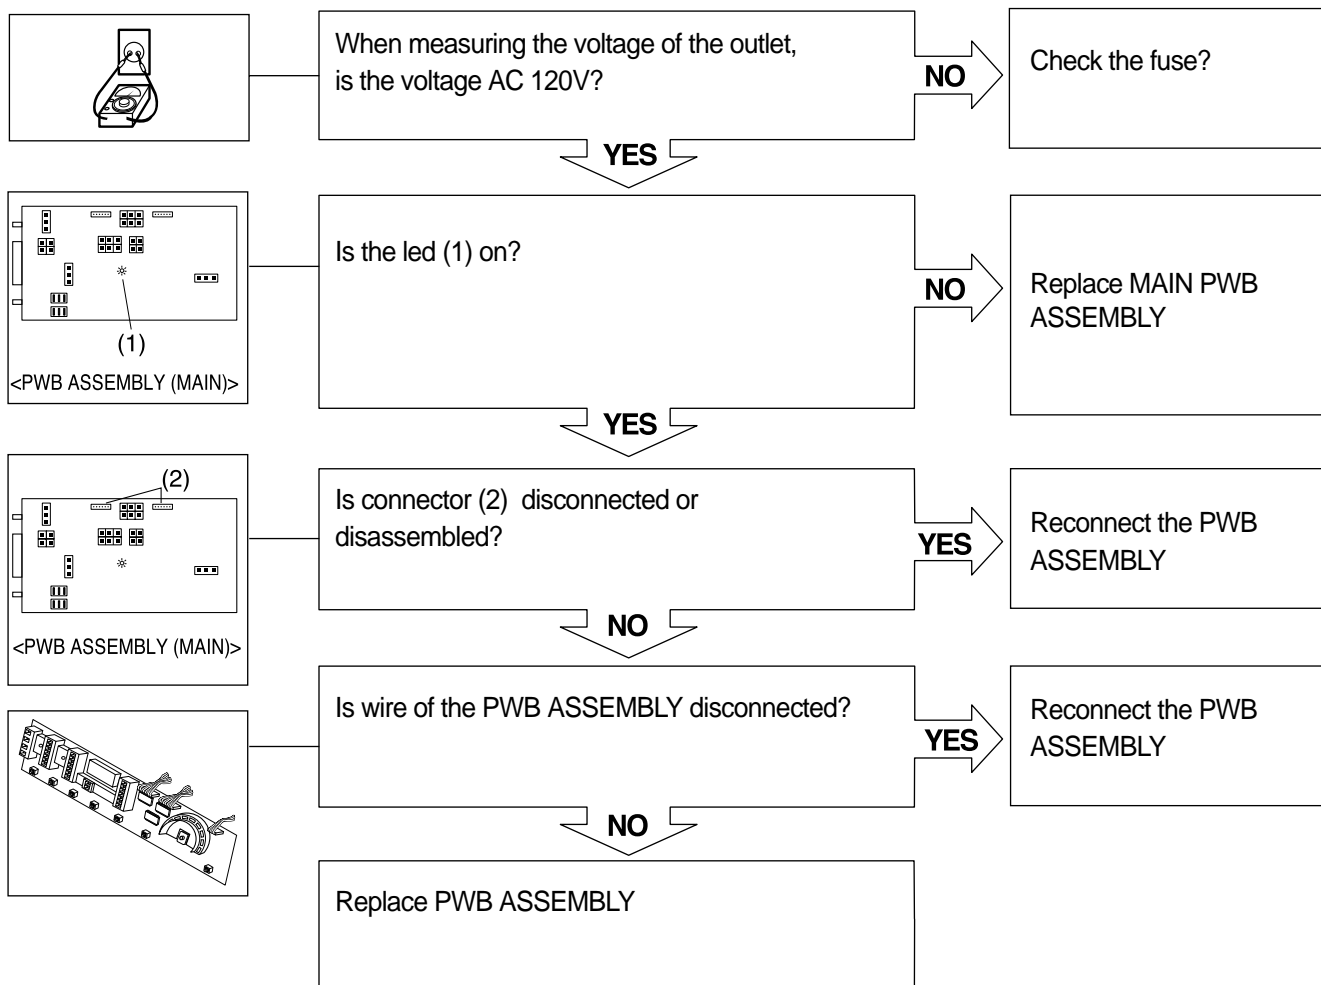 When measuring the voltage of the outlet,
is the voltage AC 120V?
NO
Check the fuse?
YES
(1)
<PWB ASSEMBLY (MAIN)>
Is the led (1) on?
NO
Replace MAIN PWB
ASSEMBLY
YES
(2)
<PWB ASSEMBLY (MAIN)>
Is connector (2) disconnected or
disassembled?
YES
Reconnect the PWB
ASSEMBLY
NO
Is wire of the PWB ASSEMBLY disconnected?
YES
Reconnect the PWB
ASSEMBLY
NO
Replace PWB ASSEMBLY